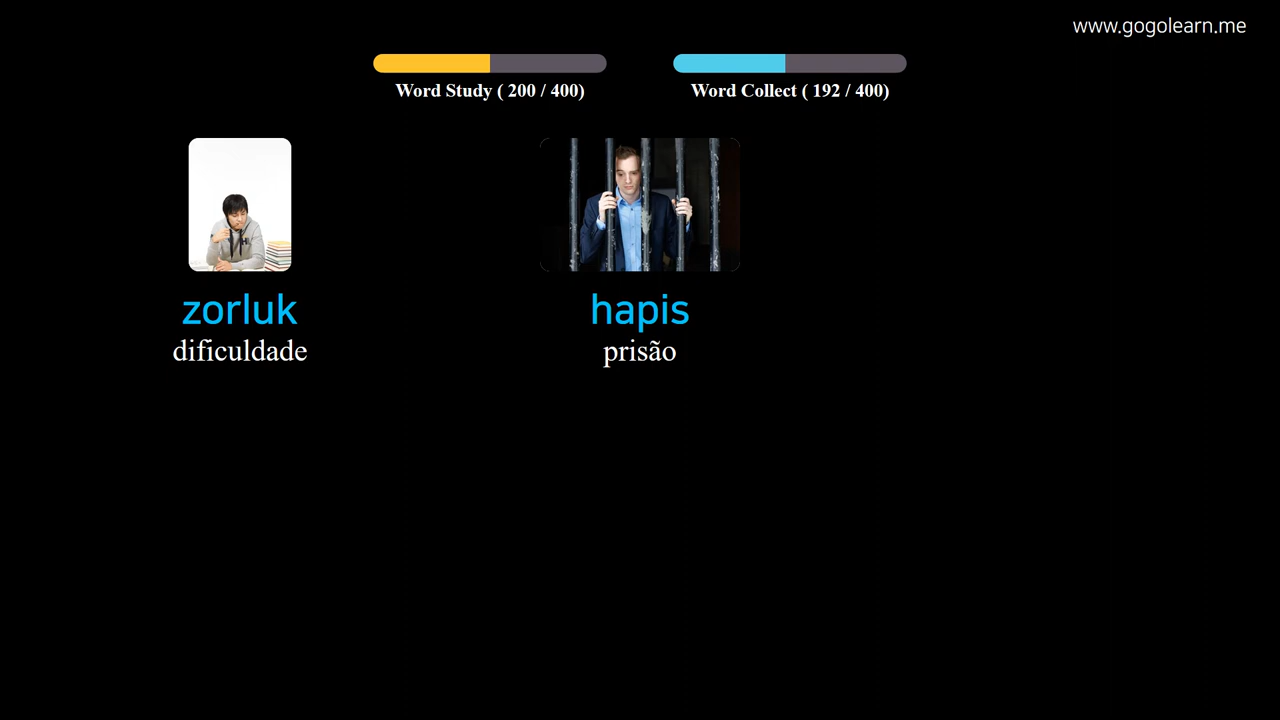 www.gogolearn.me
Word Study ( 200 / 400)
Word Collect ( 192 / 400)
zorluk
hapis
dificuldade
prisão